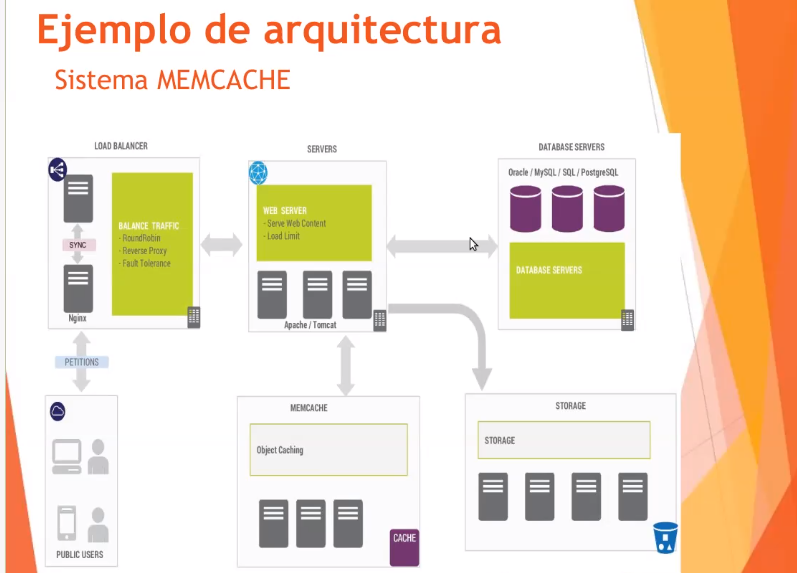 Ejemplo de arquitectura
Sistema MEMCACHE
LOAD BALANCER
BALANCE TRAFFIC
- RoundRobin
- Reverse Proxy
- Fault Tolerance
SYNC
Nginx
PETITIONS
PUBLIC USERS
SERVERS
WEB SERVER
- Serve Web Content
- Load Limit
Apache / Tomcat
DATABASE SERVERS
Oracle / MySQL / SQL / PostgreSQL
DATABASE SERVERS
MEMCACHE
Object Caching
CACHE
STORAGE
STORAGE